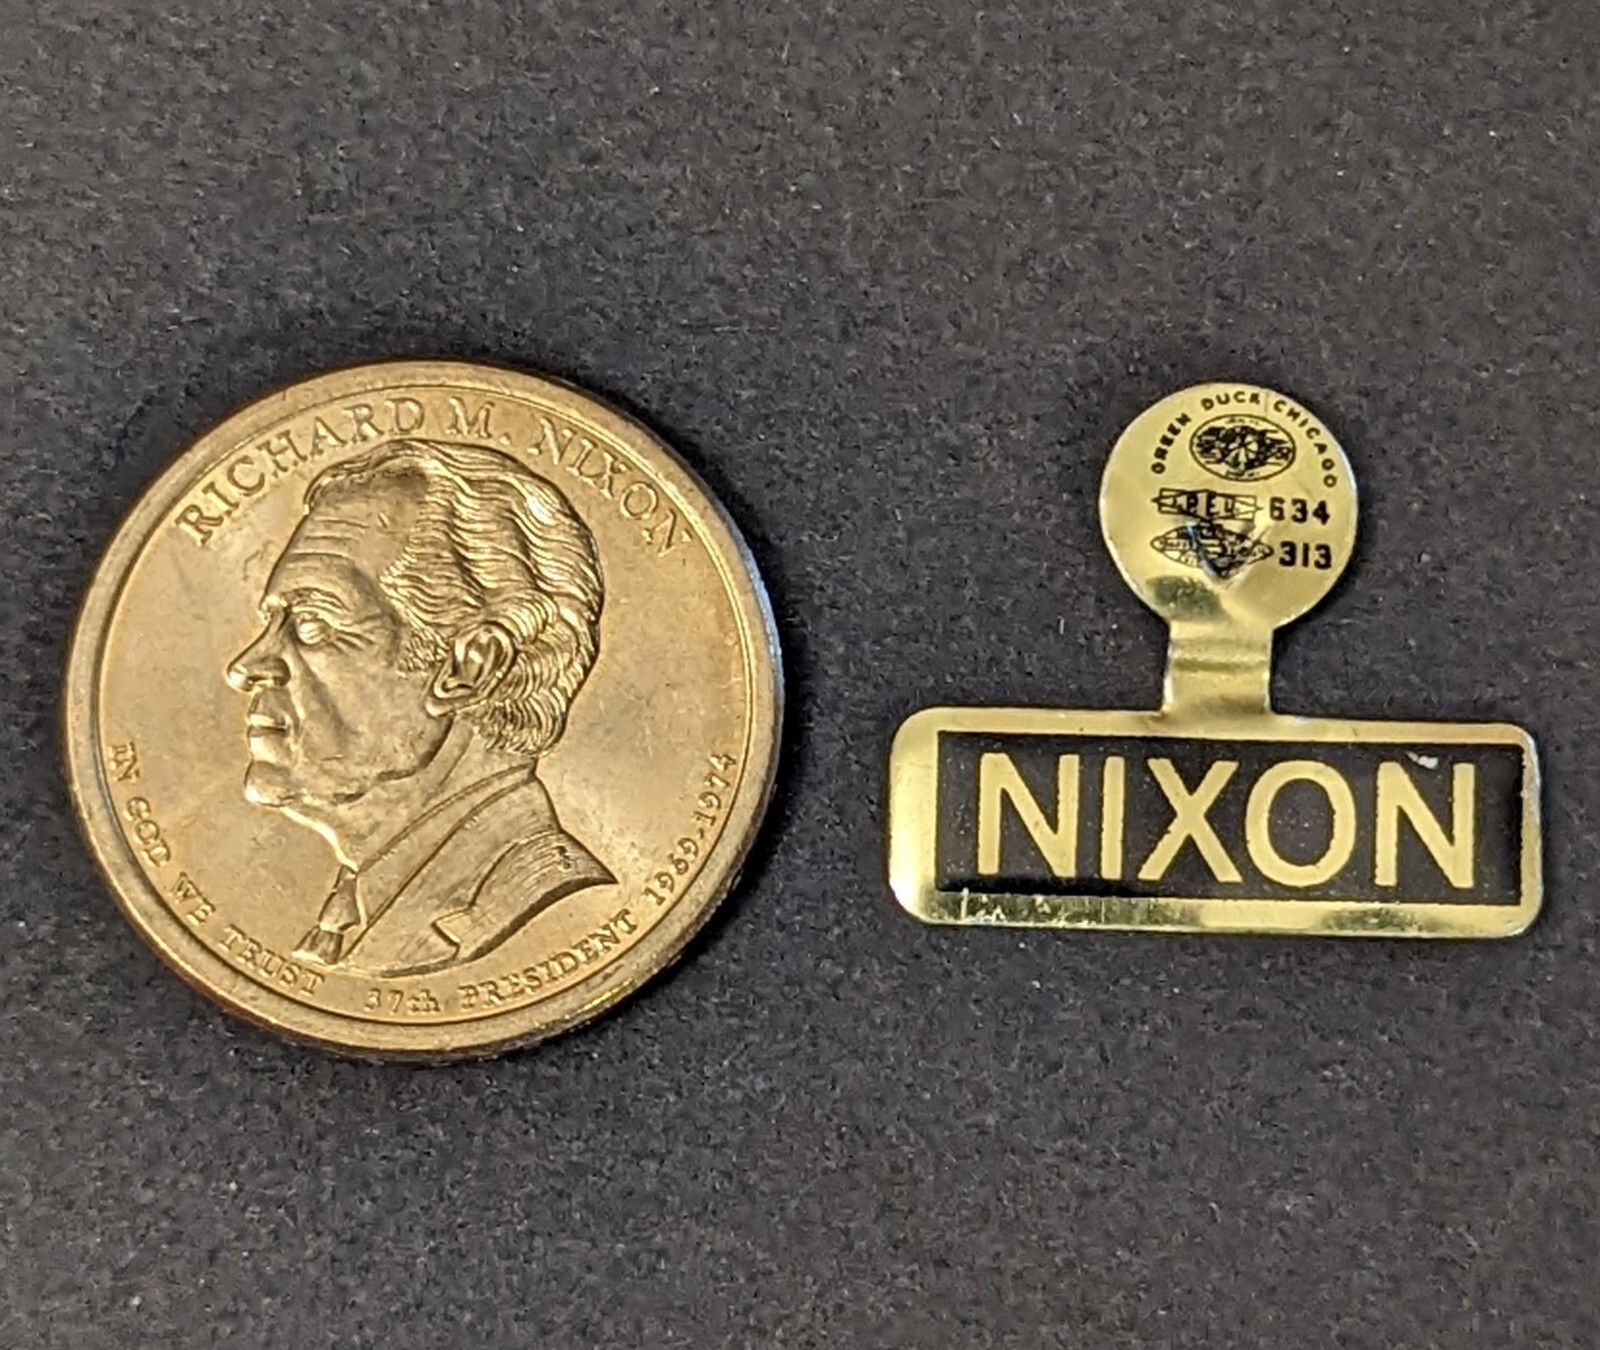 RICHARD M. NIXON
IN GOD WE TRUST
37th PRESIDENT 1969-1974
GREEN DUCK CHICAGO
634
313
NIXON